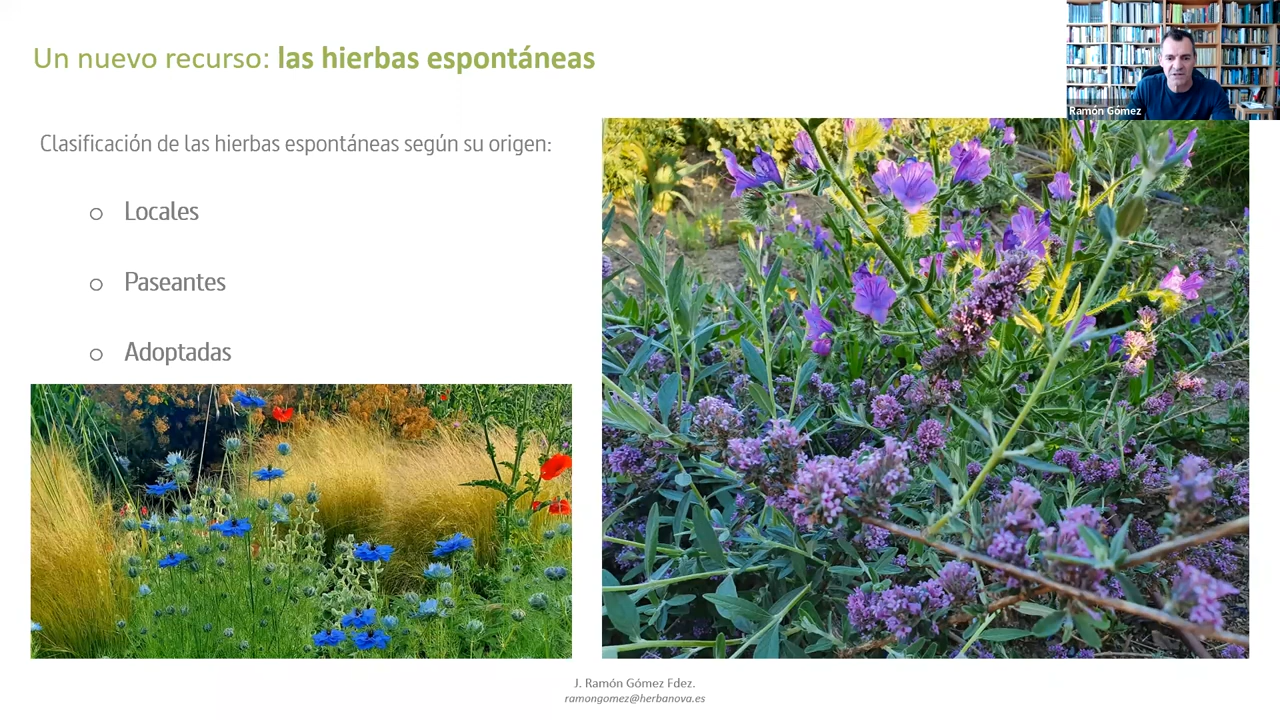 Un nuevo recurso: las hierbas espontáneas
Ramón Gómez
Clasificación de las hierbas espontáneas según su origen:
o Locales
o Paseantes
o Adoptadas
J. Ramón Gómez Fdez.
ramongomez@herbanova.es